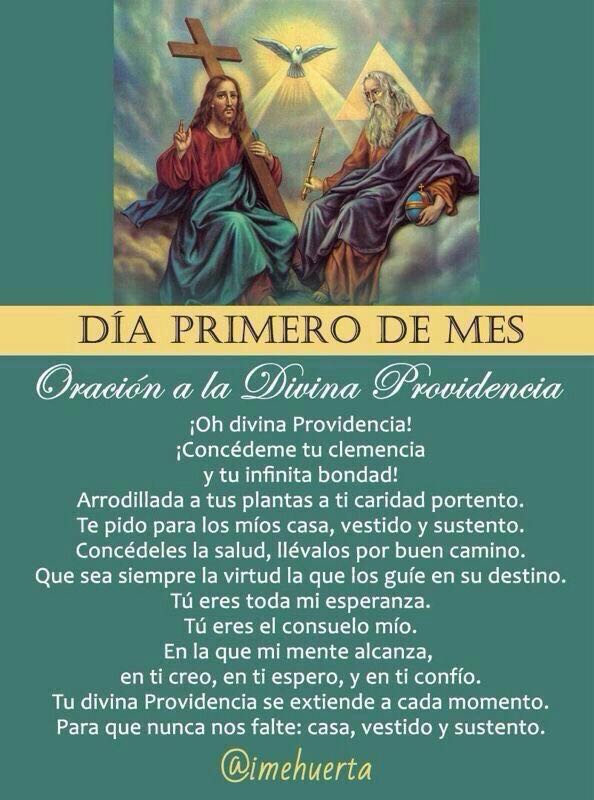 DÍA PRIMERO DE MES
Oración a la Divina Providencia
¡Oh divina Providencia!
¡Concédeme tu clemencia
y tu infinita bondad!
Arrodillada a tus plantas a ti caridad portento.
Te pido para los míos casa, vestido y sustento.
Concédeles la salud, llévalos por buen camino.
Que sea siempre la virtud la que los guíe en su destino.
Tú eres toda mi esperanza.
Tú eres el consuelo mío.
En la que mi mente alcanza,
en ti creo, en ti espero, y en ti confío.
Tu divina Providencia se extiende a cada momento.
Para que nunca nos falte: casa, vestido y sustento.
@imehuerta